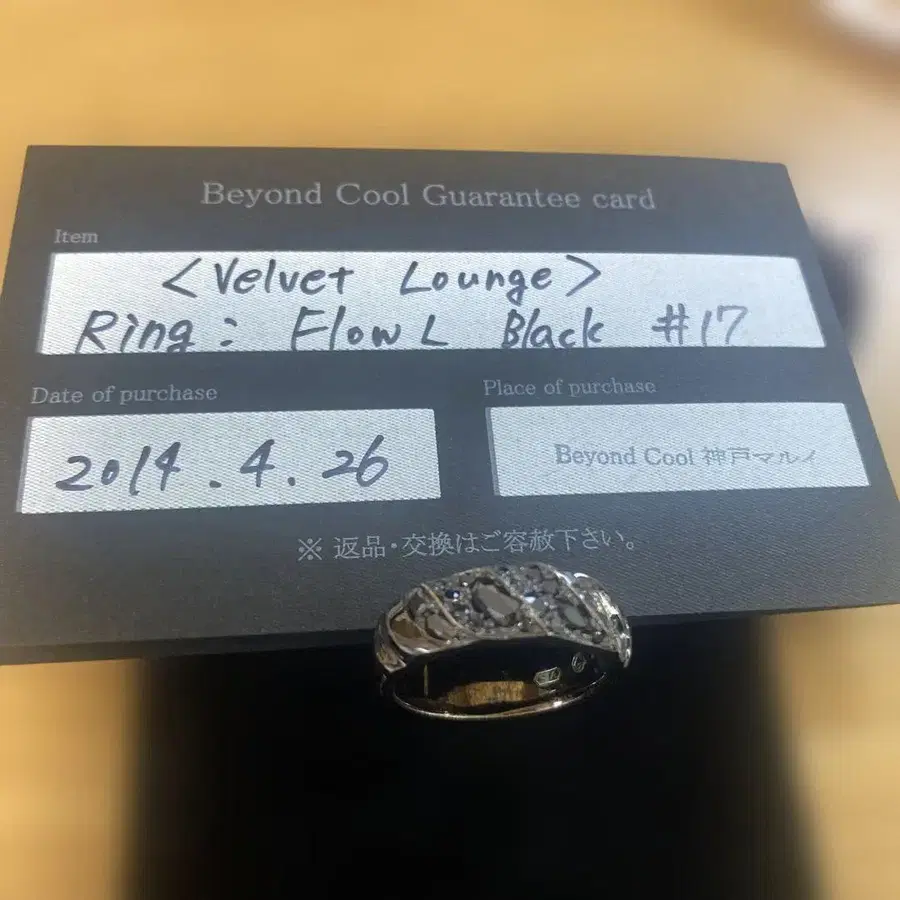 Beyond Cool Guarantee card
Item
<Velvet Lounge>
Ring: Flow L Black #17
Date of purchase
Place of purchase
2014.4.26
Beyond Cool 神戸マルイ
※ 返品・交換はご容赦下さい。